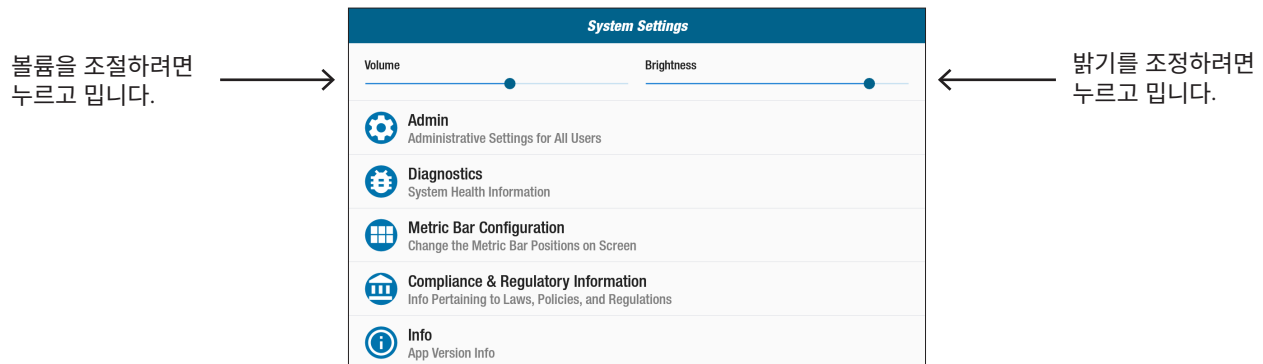 System Settings
볼륨을 조절하려면
누르고 밉니다.
Volume
Brightness
밝기를 조정하려면
누르고 밉니다.
Admin
Administrative Settings for All Users
Diagnostics
System Health Information
Metric Bar Configuration
Change the Metric Bar Positions on Screen
Compliance & Regulatory Information
Info Pertaining to Laws, Policies, and Regulations
Info
App Version Info